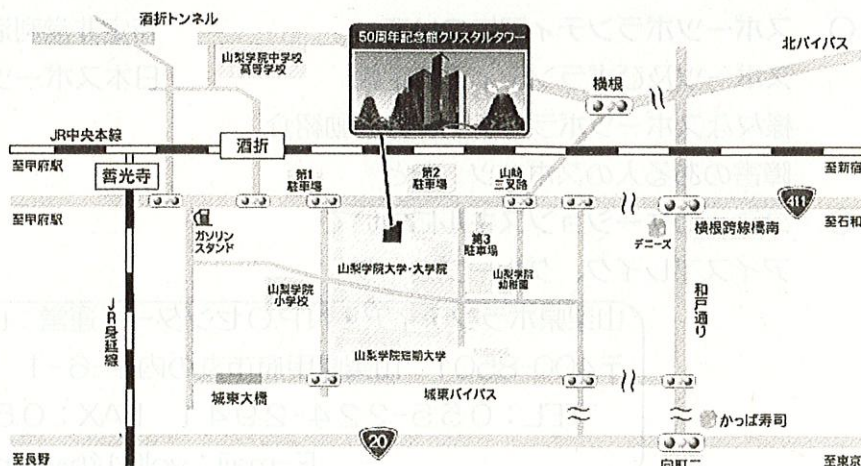 酒折トンネル
50周年記念館クリスタルタワー
山梨学院中学校
高等学校
北バイパス
横根
JR中央本線
酒折
至甲府駅
至新宿
善光寺
第1
駐車場
第2
駐車場
山崎
三叉路
411
至甲府駅
至石和
ガソリン
スタンド
第3
駐車場
デニーズ
横根跨線橋南
山梨学院大学・大学院
山梨学院
幼稚園
山梨学院
小学校
和戸通り
JR身延線
山梨学院短期大学
城東大橋
城東バイパス
かっぱ寿司
20
至長野
向町二
至東京